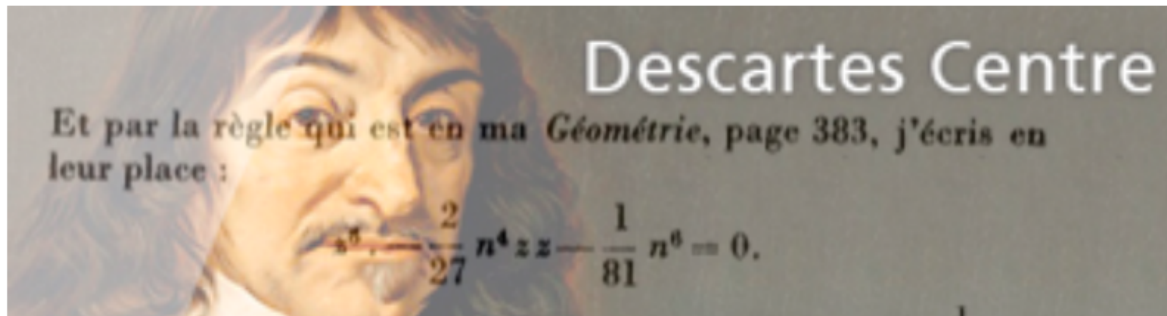 Descartes Centre
Et par la règle qui est en ma Géométrie, page 383, j'écris en
leur place :
— 2/27 n⁴ z z — 1/81 n⁶ = 0.